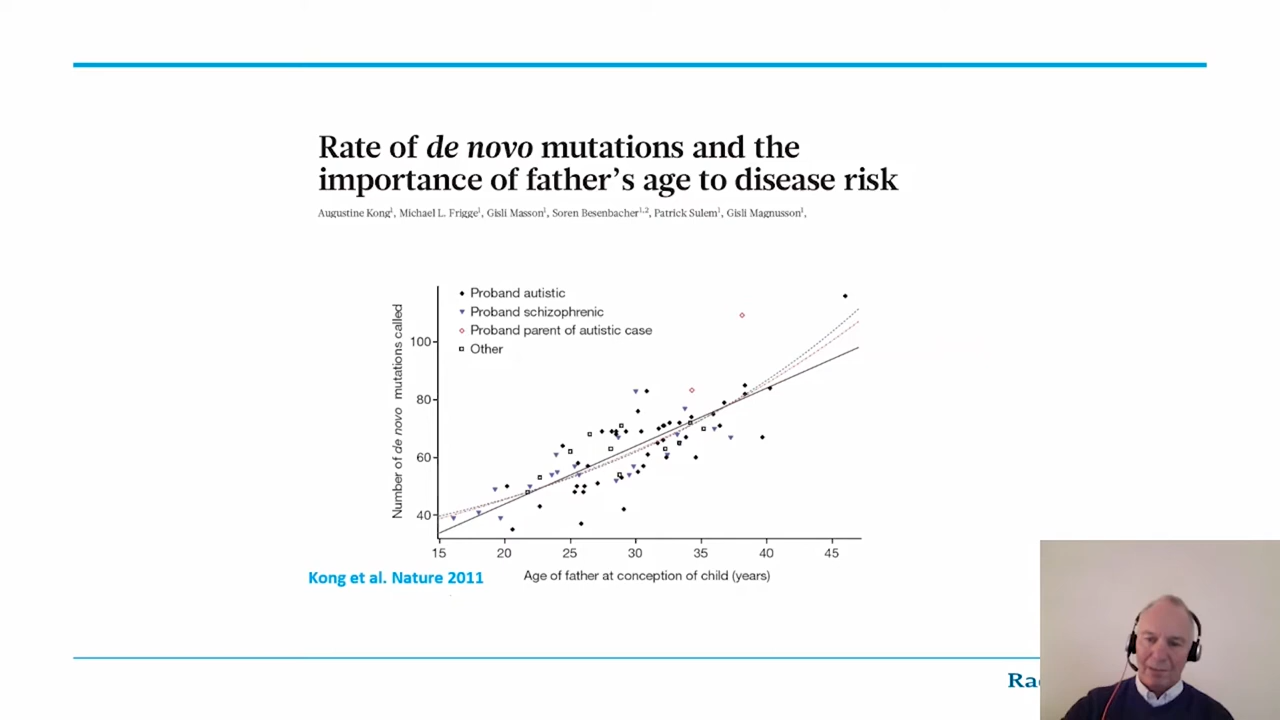 Rate of de novo mutations and the
importance of father's age to disease risk
Augustine Kong¹, Michael L. Frigge¹, Gisli Masson¹, Soren Besenbacher¹,², Patrick Sulem¹, Gisli Magnusson¹,
Proband autistic
Proband schizophrenic
Proband parent of autistic case
Other
Number of de novo mutations called
100
80
60
40
15 20 25 30 35 40 45
Age of father at conception of child (years)
Kong et al. Nature 2011